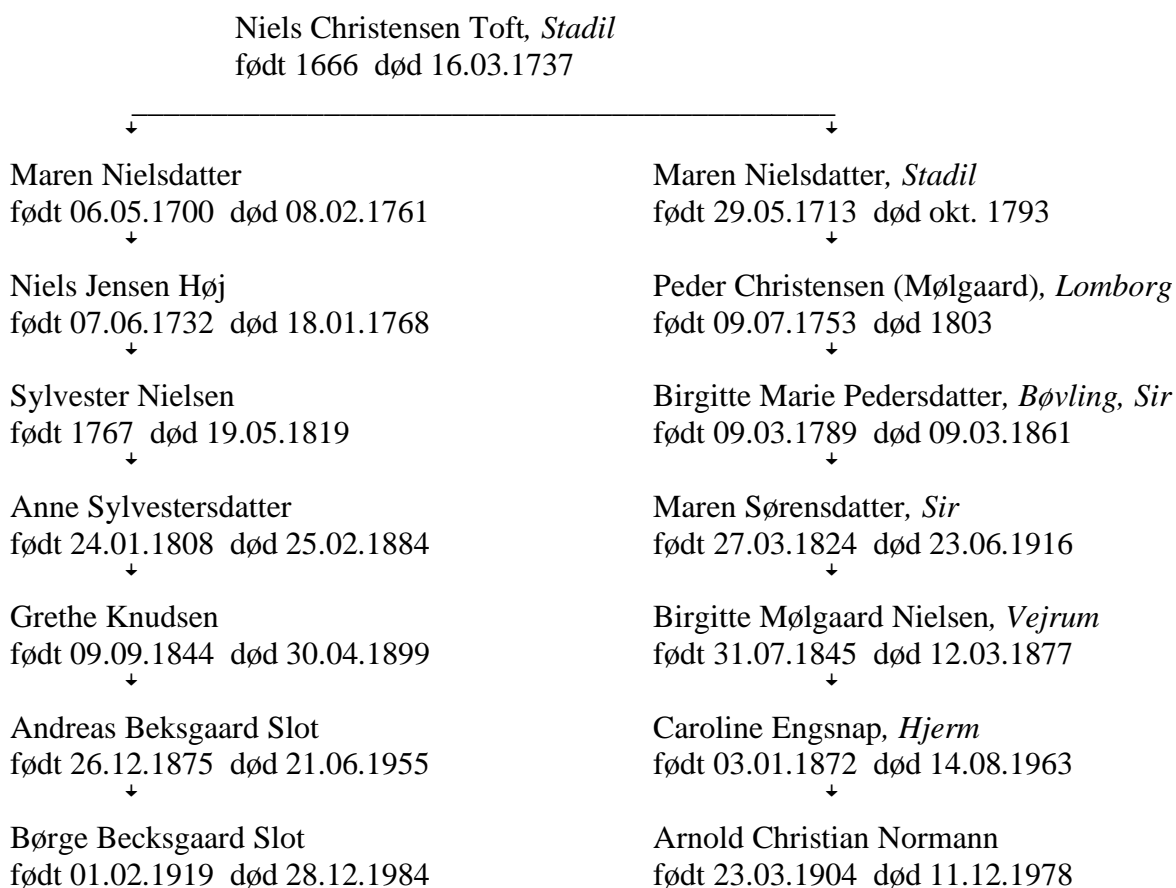 Niels Christensen Toft, Stadil
født 1666 død 16.03.1737
Maren Nielsdatter
født 06.05.1700 død 08.02.1761
Maren Nielsdatter, Stadil
født 29.05.1713 død okt. 1793
Niels Jensen Høj
født 07.06.1732 død 18.01.1768
Peder Christensen (Mølgaard), Lomborg
født 09.07.1753 død 1803
Sylvester Nielsen
født 1767 død 19.05.1819
Birgitte Marie Pedersdatter, Bøvling, Sir
født 09.03.1789 død 09.03.1861
Anne Sylvestersdatter
født 24.01.1808 død 25.02.1884
Maren Sørensdatter, Sir
født 27.03.1824 død 23.06.1916
Grethe Knudsen
født 09.09.1844 død 30.04.1899
Birgitte Mølgaard Nielsen, Vejrum
født 31.07.1845 død 12.03.1877
Andreas Beksgaard Slot
født 26.12.1875 død 21.06.1955
Caroline Engsnap, Hjerm
født 03.01.1872 død 14.08.1963
Børge Becksgaard Slot
født 01.02.1919 død 28.12.1984
Arnold Christian Normann
født 23.03.1904 død 11.12.1978